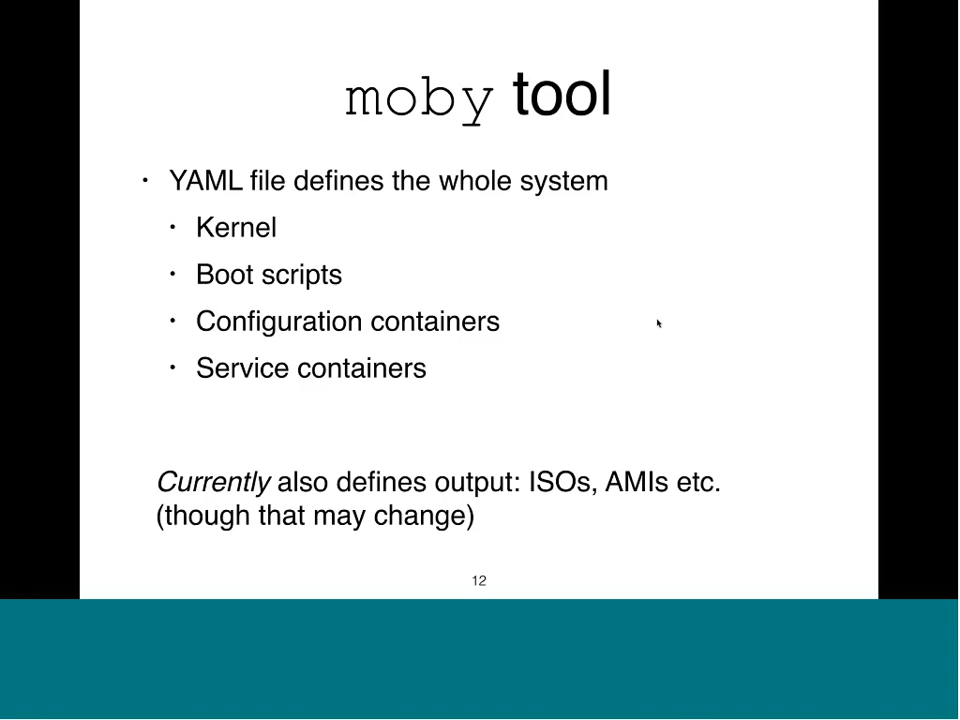 moby tool
• YAML file defines the whole system
• Kernel
• Boot scripts
• Configuration containers
• Service containers
Currently also defines output: ISOs, AMIs etc.
(though that may change)
12